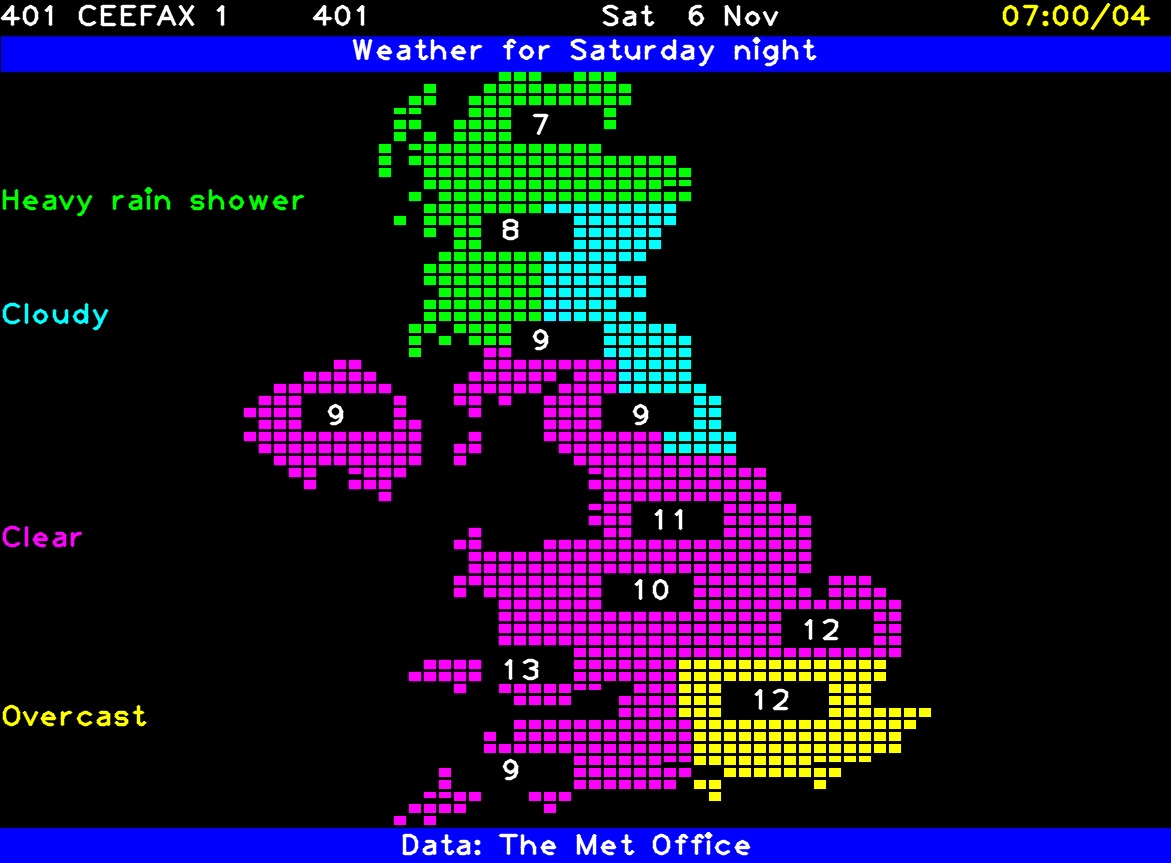 401 CEEFAX 1 401 Sat 6 Nov 07:00/04
Weather for Saturday night
7
Heavy rain shower
8
Cloudy
9
9 9
11
Clear
10
12
13
12
Overcast
9
Data: The Met Office